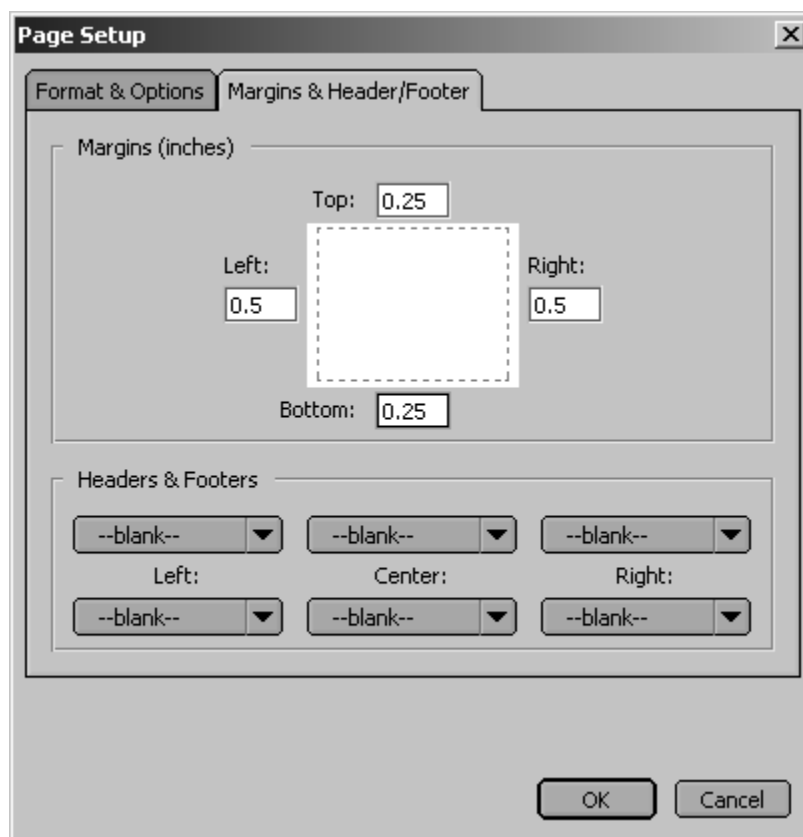 Page Setup
Format & Options Margins & Header/Footer
Margins (inches)
Top: 0.25
Left: Right:
0.5 0.5
Bottom: 0.25
Headers & Footers
--blank-- --blank-- --blank--
Left: Center: Right:
--blank-- --blank-- --blank--
OK Cancel